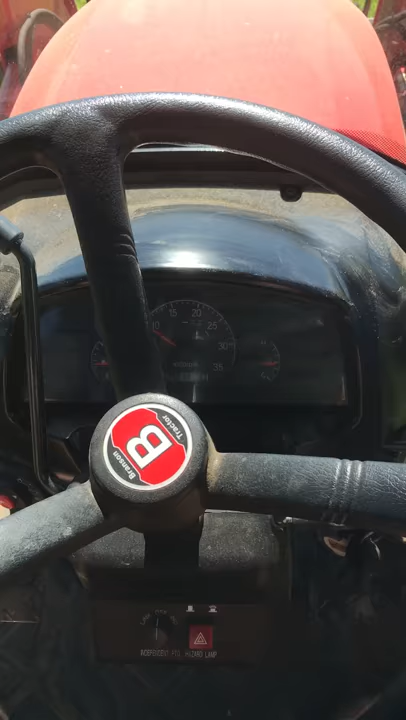 10 15 20 25 30 35
Branson
B
Tractor
INDEPENDENT PTO HAZARD LAMP